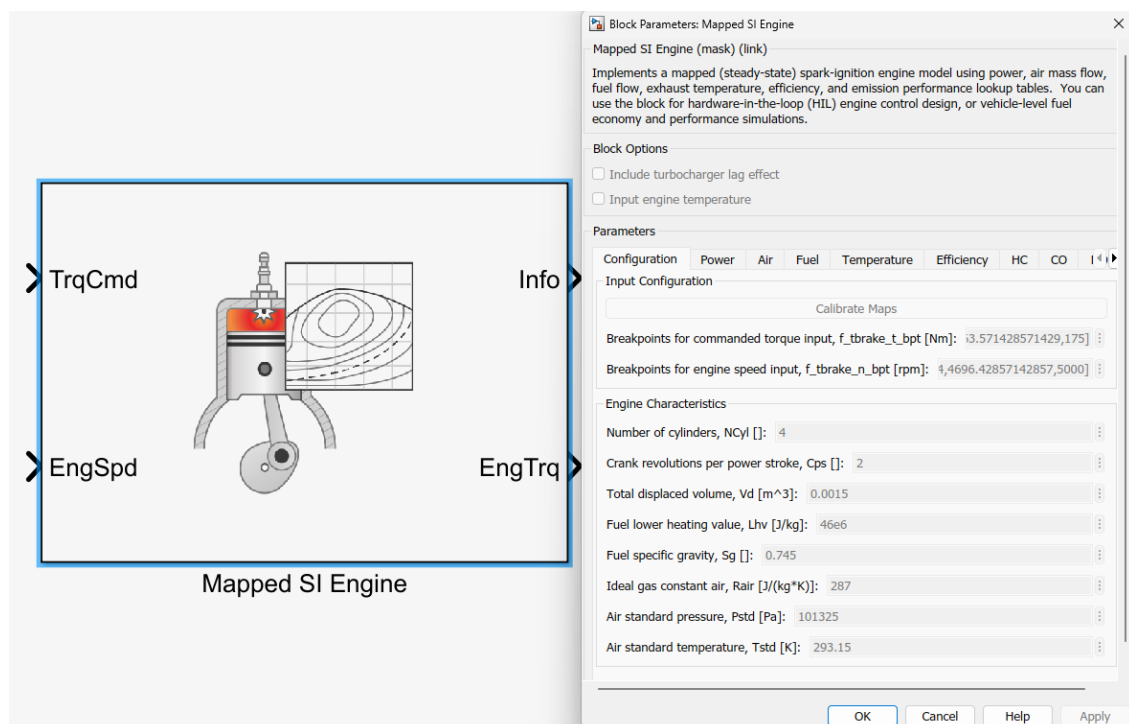 TrqCmd
EngSpd
Info
EngTrq
Mapped SI Engine
Block Parameters: Mapped SI Engine
Mapped SI Engine (mask) (link)
Implements a mapped (steady-state) spark-ignition engine model using power, air mass flow,
fuel flow, exhaust temperature, efficiency, and emission performance lookup tables. You can
use the block for hardware-in-the-loop (HIL) engine control design, or vehicle-level fuel
economy and performance simulations.
Block Options
Include turbocharger lag effect
Input engine temperature
Parameters
Configuration Power Air Fuel Temperature Efficiency HC CO
Input Configuration
Calibrate Maps
Breakpoints for commanded torque input, f_tbrake_t_bpt [Nm]: 3.571428571429,175]
Breakpoints for engine speed input, f_tbrake_n_bpt [rpm]: ,4696.42857142857,5000]
Engine Characteristics
Number of cylinders, NCyl []: 4
Crank revolutions per power stroke, Cps []: 2
Total displaced volume, Vd [m^3]: 0.0015
Fuel lower heating value, Lhv [J/kg]: 46e6
Fuel specific gravity, Sg []: 0.745
Ideal gas constant air, Rair [J/(kg*K)]: 287
Air standard pressure, Pstd [Pa]: 101325
Air standard temperature, Tstd [K]: 293.15
OK Cancel Help Apply